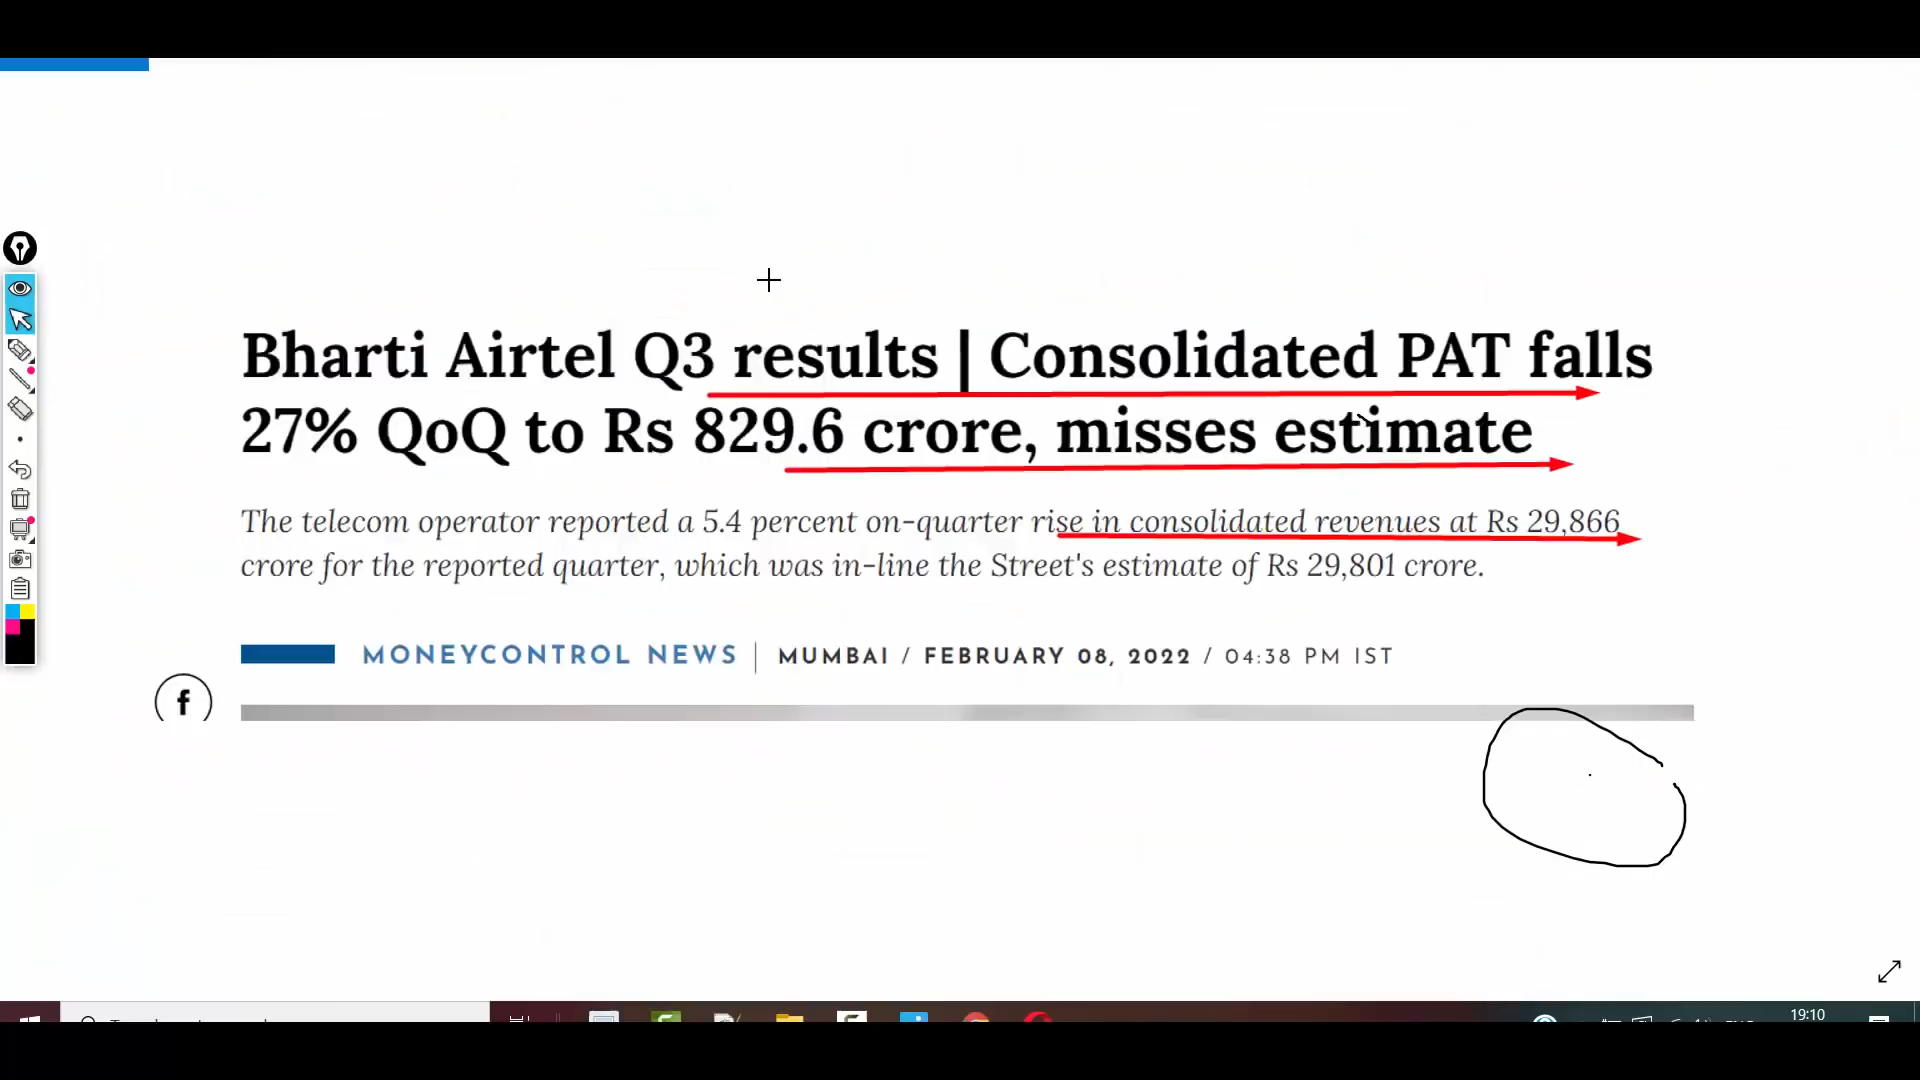 Bharti Airtel Q3 results | Consolidated PAT falls
27% QoQ to Rs 829.6 crore, misses estimate
The telecom operator reported a 5.4 percent on-quarter rise in consolidated revenues at Rs 29,866
crore for the reported quarter, which was in-line the Street's estimate of Rs 29,801 crore.
MONEYCONTROL NEWS | MUMBAI / FEBRUARY 08, 2022 / 04:38 PM IST
f
19:10